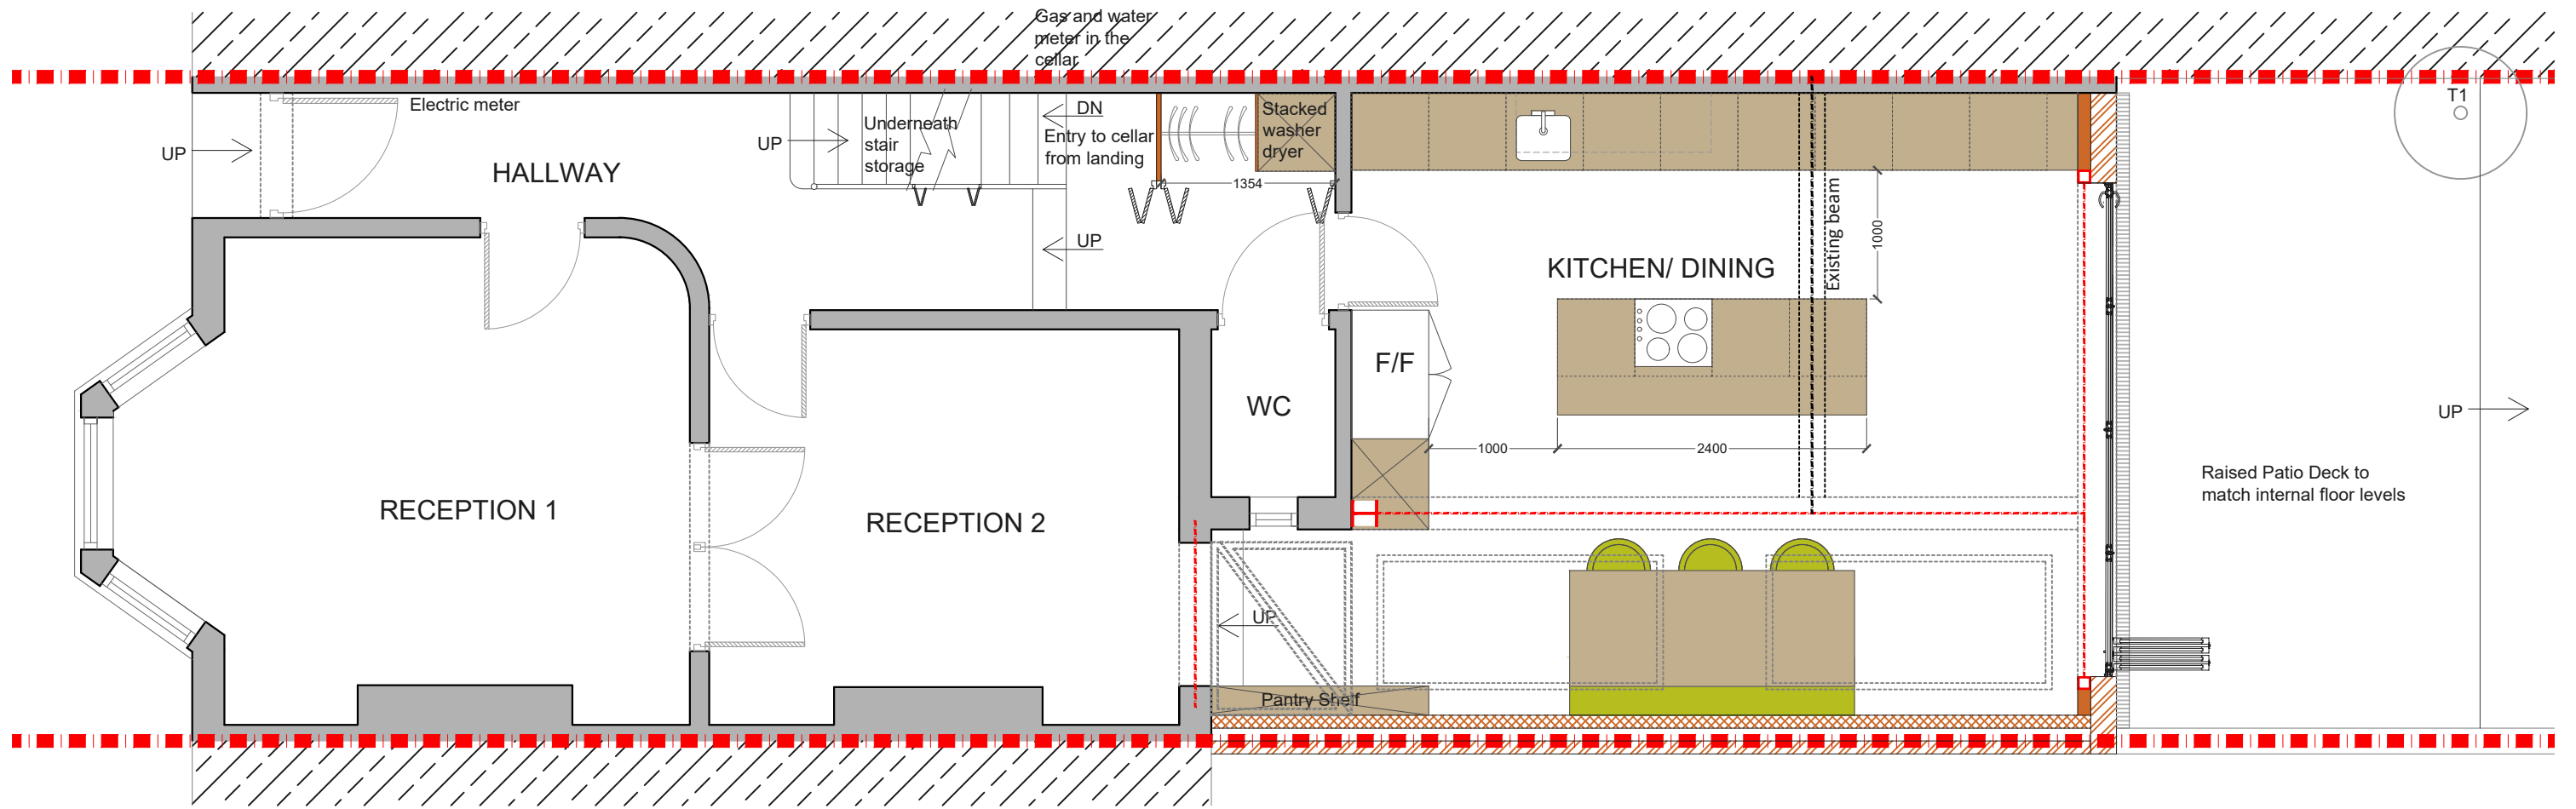 Gas and water
meter in the
cellar
Electric meter
UP
HALLWAY
UP
Underneath
stair
storage
DN
Entry to cellar
from landing
Stacked
washer
dryer
1354
UP
Existing beam
1000
KITCHEN/ DINING
T1
F/F
WC
1000
2400
UP
RECEPTION 1
RECEPTION 2
Raised Patio Deck to
match internal floor levels
UP
Pantry Shelf